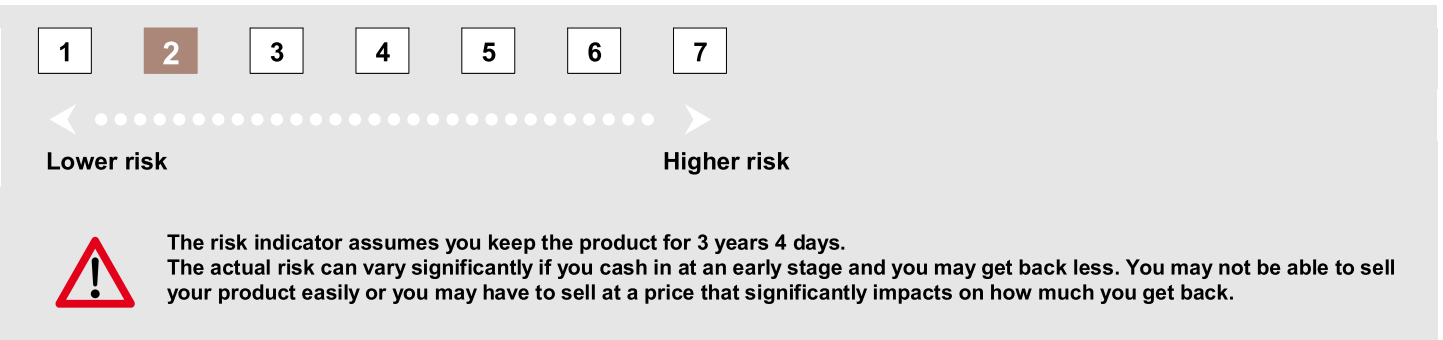 1 2 3 4 5 6 7
Lower risk Higher risk
The risk indicator assumes you keep the product for 3 years 4 days.
The actual risk can vary significantly if you cash in at an early stage and you may get back less. You may not be able to sell
your product easily or you may have to sell at a price that significantly impacts on how much you get back.